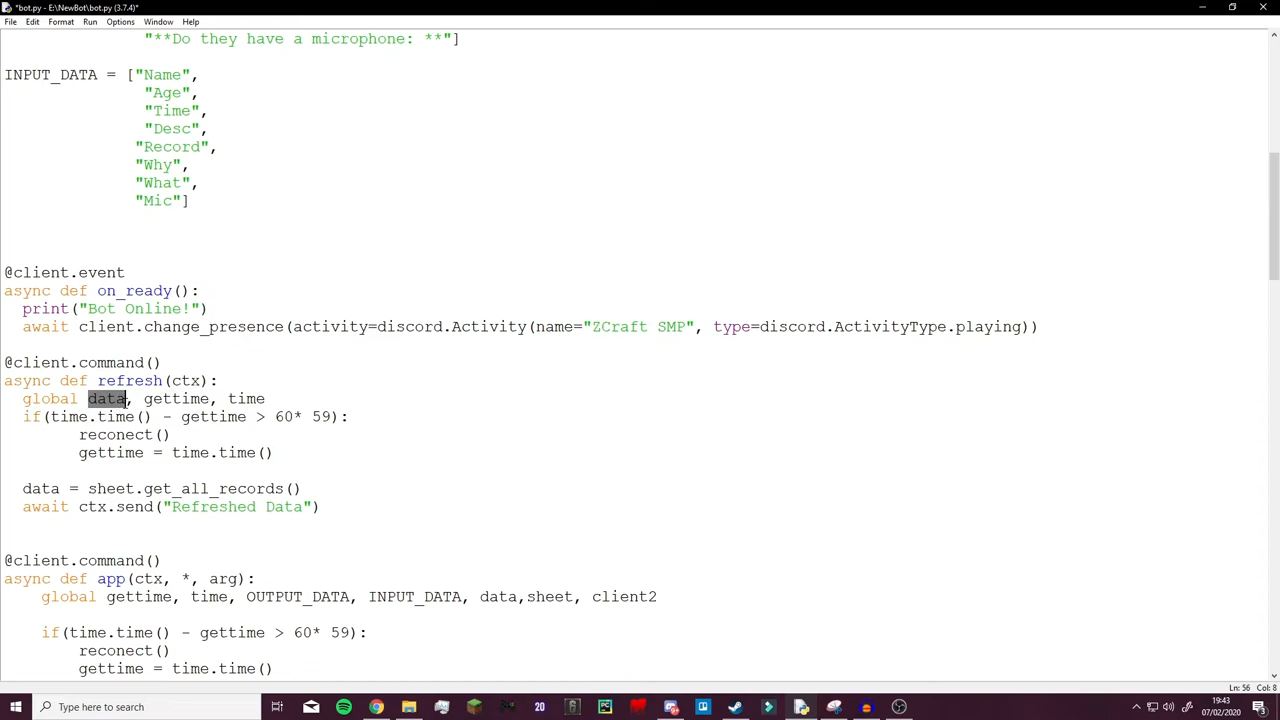 *bot.py - E:\NewBot\bot.py (3.7.4)*
File Edit Format Run Options Window Help
"**Do they have a microphone: **"]
INPUT_DATA = ["Name",
"Age",
"Time",
"Desc",
"Record",
"Why",
"What",
"Mic"]
@client.event
async def on_ready():
print("Bot Online!")
await client.change_presence(activity=discord.Activity(name="ZCraft SMP", type=discord.ActivityType.playing))
@client.command()
async def refresh(ctx):
global data, gettime, time
if(time.time() - gettime > 60* 59):
reconect()
gettime = time.time()
data = sheet.get_all_records()
await ctx.send("Refreshed Data")
@client.command()
async def app(ctx, *, arg):
global gettime, time, OUTPUT_DATA, INPUT_DATA, data,sheet, client2
if(time.time() - gettime > 60* 59):
reconect()
gettime = time.time()
Ln: 56 Col: 8
Type here to search
20
PC
19:43
07/02/2020